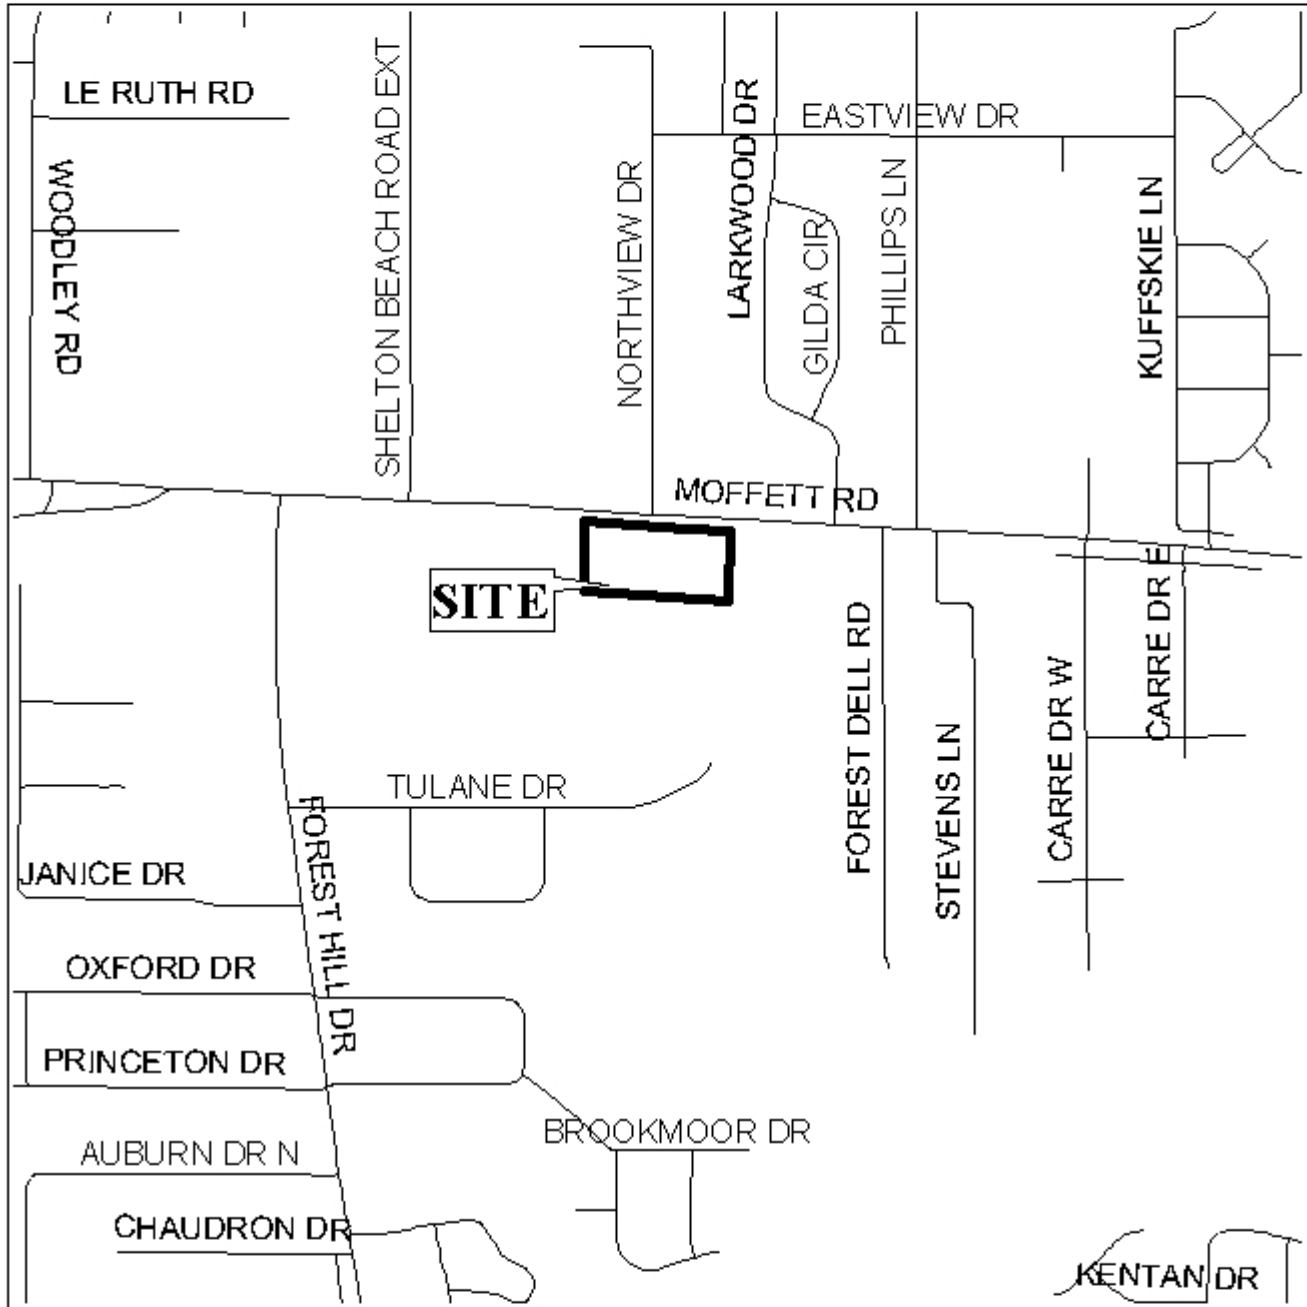 LE RUTH RD
WOODLEY RD
SHELTON BEACH ROAD EXT
NORTHVIEW DR
LARKWOOD DR
EASTVIEW DR
GILDA CIR
PHILLIPS LN
KUFFSKIE LN
MOFFETT RD
SITE
FOREST DELL RD
STEVENS LN
CARRE DR W
CARRE DR E
TULANE DR
FOREST HILL DR
JANICE DR
OXFORD DR
PRINCETON DR
BROOKMOOR DR
AUBURN DR N
CHAUDRON DR
KENTAN DR